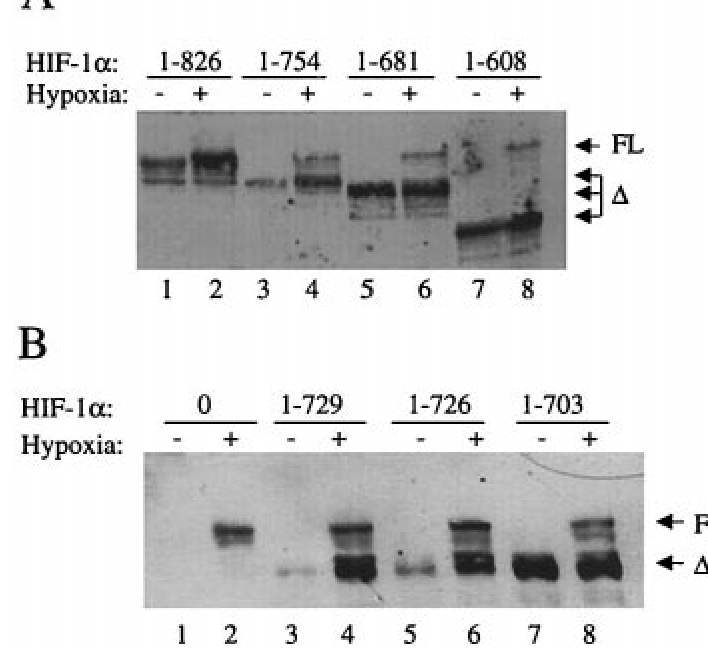 HIF-1α: 1-826 1-754 1-681 1-608
Hypoxia: - + - + - + - +
FL
Δ
1 2 3 4 5 6 7 8
B
HIF-1α: 0 1-729 1-726 1-703
Hypoxia: - + - + - + - +
F
Δ
1 2 3 4 5 6 7 8